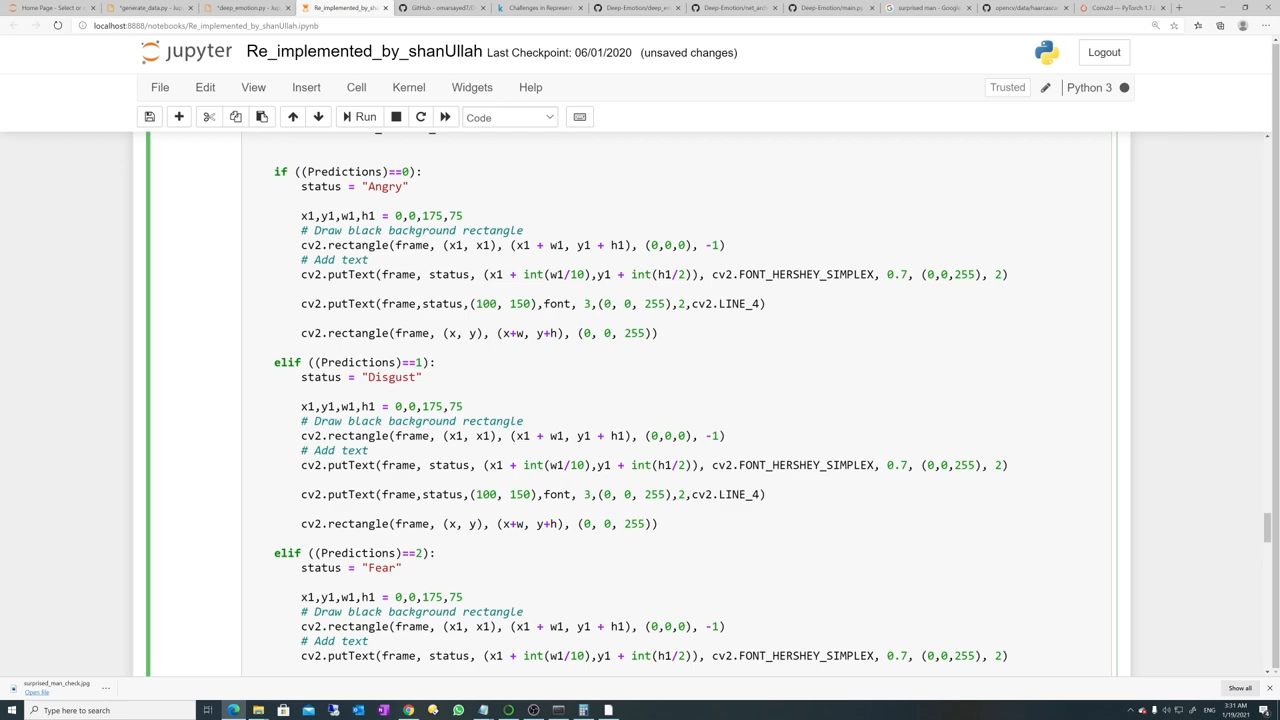 Home Page - Select or c
*generate_data.py - Jup
*deep_emotion.py - Jup
Re_implemented_by_sha
GitHub - omarsayed7/D
Challenges in Represent
Deep-Emotion/deep_e
Deep-Emotion/net_arch
Deep-Emotion/main.py
opencv/data/haarcasca
surprised man - Google
Conv2d — PyTorch 1.7.
localhost:8888/notebooks/Re_implemented_by_shanUllah.ipynb
jupyter Re_implemented_by_shanUllah Last Checkpoint: 06/01/2020 (unsaved changes)
Logout
File Edit View Insert Cell Kernel Widgets Help
Trusted
Python 3
Run
Code
if ((Predictions)==0):
status = "Angry"
x1,y1,w1,h1 = 0,0,175,75
# Draw black background rectangle
cv2.rectangle(frame, (x1, x1), (x1 + w1, y1 + h1), (0,0,0), -1)
# Add text
cv2.putText(frame, status, (x1 + int(w1/10),y1 + int(h1/2)), cv2.FONT_HERSHEY_SIMPLEX, 0.7, (0,0,255), 2)
cv2.putText(frame,status,(100, 150),font, 3,(0, 0, 255),2,cv2.LINE_4)
cv2.rectangle(frame, (x, y), (x+w, y+h), (0, 0, 255))
elif ((Predictions)==1):
status = "Disgust"
x1,y1,w1,h1 = 0,0,175,75
# Draw black background rectangle
cv2.rectangle(frame, (x1, x1), (x1 + w1, y1 + h1), (0,0,0), -1)
# Add text
cv2.putText(frame, status, (x1 + int(w1/10),y1 + int(h1/2)), cv2.FONT_HERSHEY_SIMPLEX, 0.7, (0,0,255), 2)
cv2.putText(frame,status,(100, 150),font, 3,(0, 0, 255),2,cv2.LINE_4)
cv2.rectangle(frame, (x, y), (x+w, y+h), (0, 0, 255))
elif ((Predictions)==2):
status = "Fear"
x1,y1,w1,h1 = 0,0,175,75
# Draw black background rectangle
cv2.rectangle(frame, (x1, x1), (x1 + w1, y1 + h1), (0,0,0), -1)
# Add text
cv2.putText(frame, status, (x1 + int(w1/10),y1 + int(h1/2)), cv2.FONT_HERSHEY_SIMPLEX, 0.7, (0,0,255), 2)
surprised_man_check.jpg
Open file
Show all
Type here to search
ENG
3:31 AM
1/19/2021